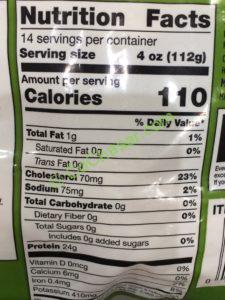 Nutrition Facts
14 servings per container
Serving size 4 oz (112g)
Amount per serving
Calories 110
% Daily Value*
Total Fat 1g 1%
Saturated Fat 0g 0%
Trans Fat 0g
Cholesterol 70mg 23%
Sodium 75mg 2%
Total Carbohydrate 0g 0%
Dietary Fiber 0g 0%
Total Sugars 0g
Includes 0g added sugars 0%
Protein 24g
Vitamin D 0mcg 0%
Calcium 6mg 0%
Iron 0.4mg
Potassium 410mg